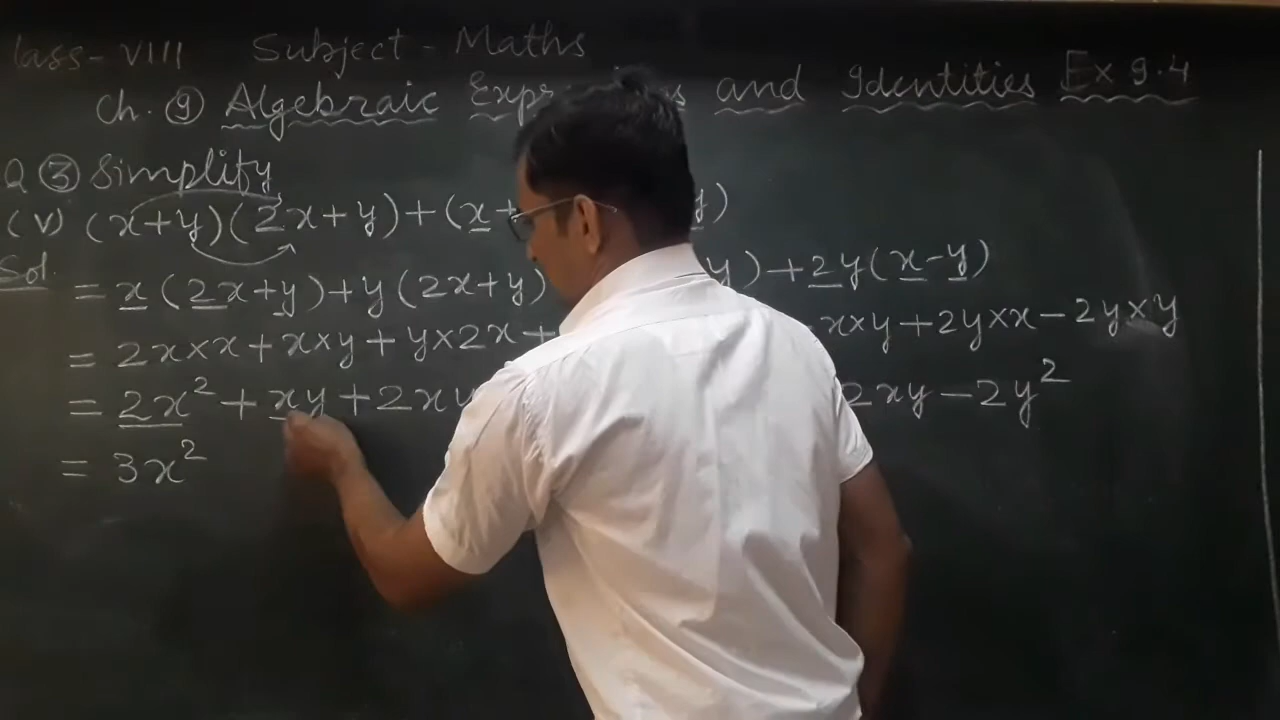 lass - VIII Subject - Maths
Ch. ⑨ Algebraic Exp s and Identities Ex 9.4
Q ③ Simplify
(v) (x+y)(2x+y)+(x+ y)
Sol. = x(2x+y)+y(2x+y) y)+2y(x-y)
= 2x×x+x×y+y×2x+ x×y+2y×x-2y×y
= 2x²+xy+2xy 2xy-2y²
= 3x²